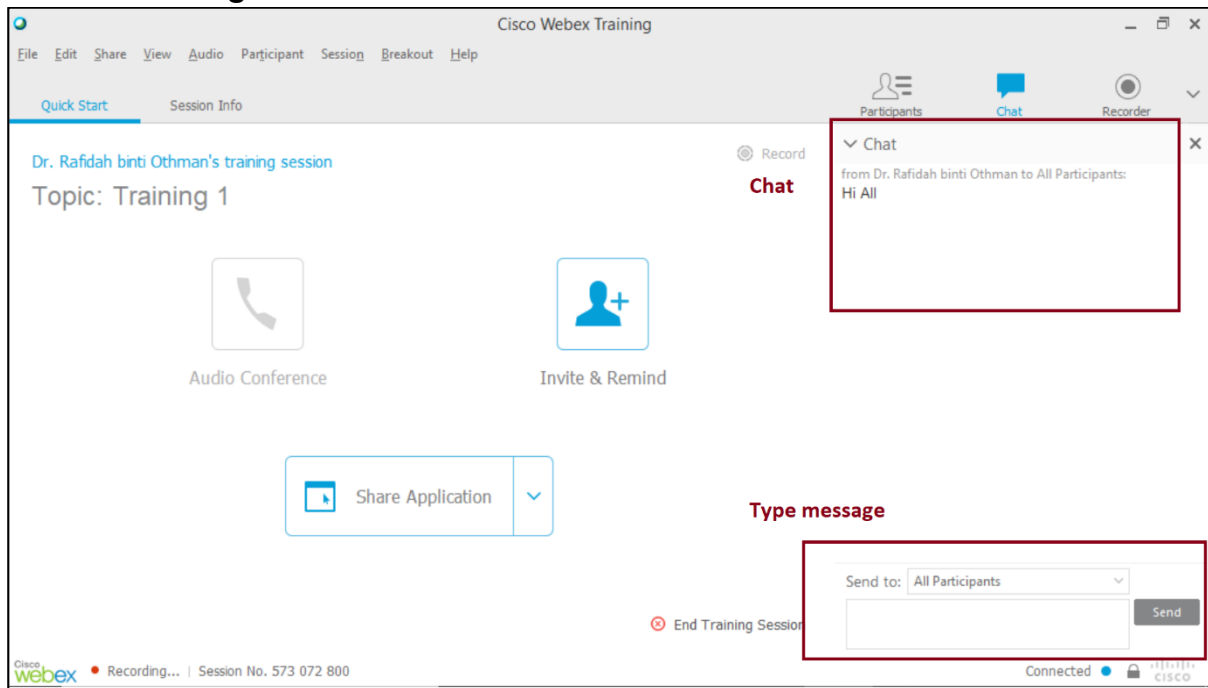 Cisco Webex Training
File Edit Share View Audio Participant Session Breakout Help
Quick Start Session Info
Participants Chat Recorder
Dr. Rafidah binti Othman's training session
Topic: Training 1
Record
Chat
Chat
from Dr. Rafidah binti Othman to All Participants:
Hi All
Audio Conference
Invite & Remind
Share Application
Type message
Send to: All Participants
Send
End Training Session
Cisco webex Recording... | Session No. 573 072 800
Connected
cisco